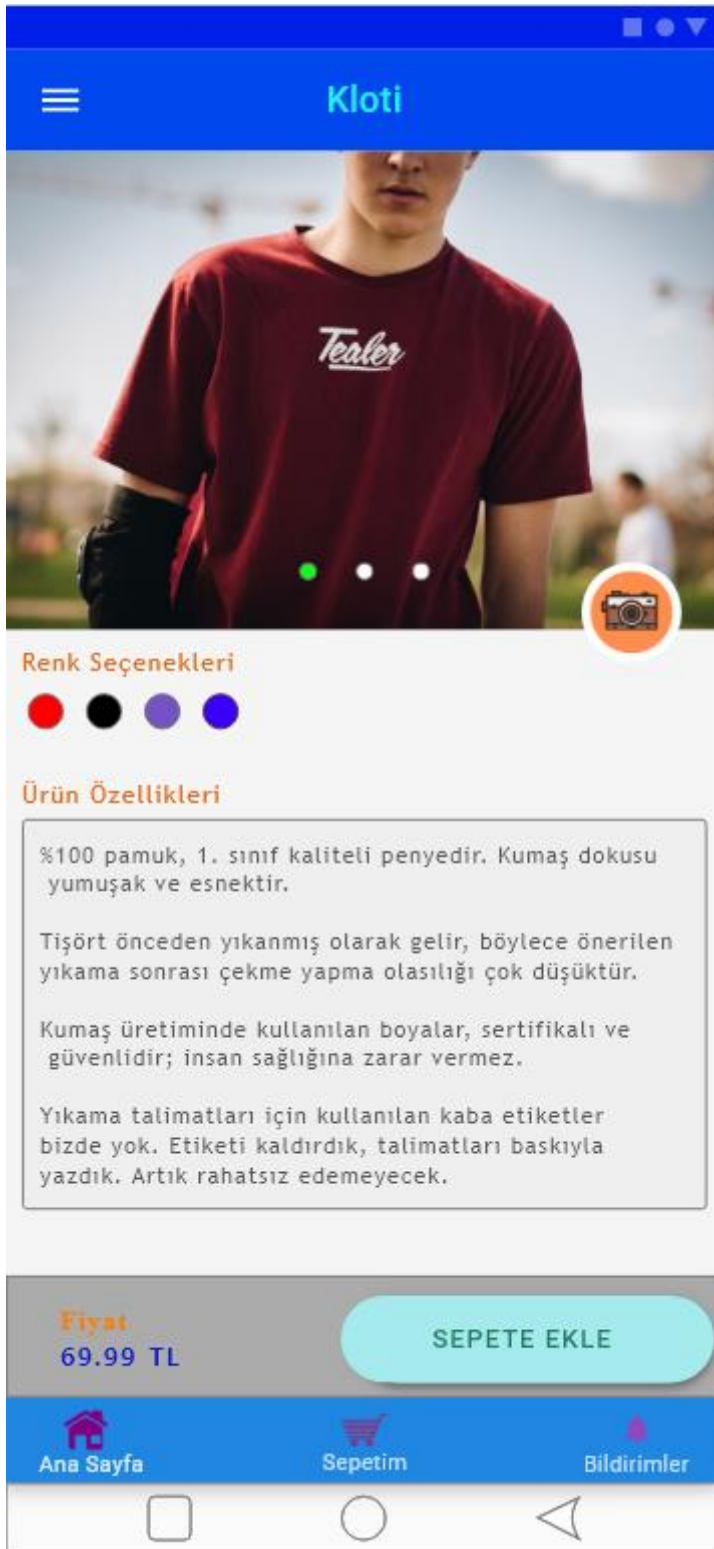 Kloti
Tealer
Renk Seçenekleri
Ürün Özellikleri
%100 pamuk, 1. sınıf kaliteli penyedir. Kumaş dokusu
yumuşak ve esnektir.
Tişört önceden yıkanmış olarak gelir, böylece önerilen
yıkama sonrası çekme yapma olasılığı çok düşüktür.
Kumaş üretiminde kullanılan boyalar, sertifikalı ve
güvenlidir; insan sağlığına zarar vermez.
Yıkama talimatları için kullanılan kaba etiketler
bizde yok. Etiketi kaldırdık, talimatları baskıyla
yazdık. Artık rahatsız edemeyecek.
Fiyat
69.99 TL
SEPETE EKLE
Ana Sayfa
Sepetim
Bildirimler